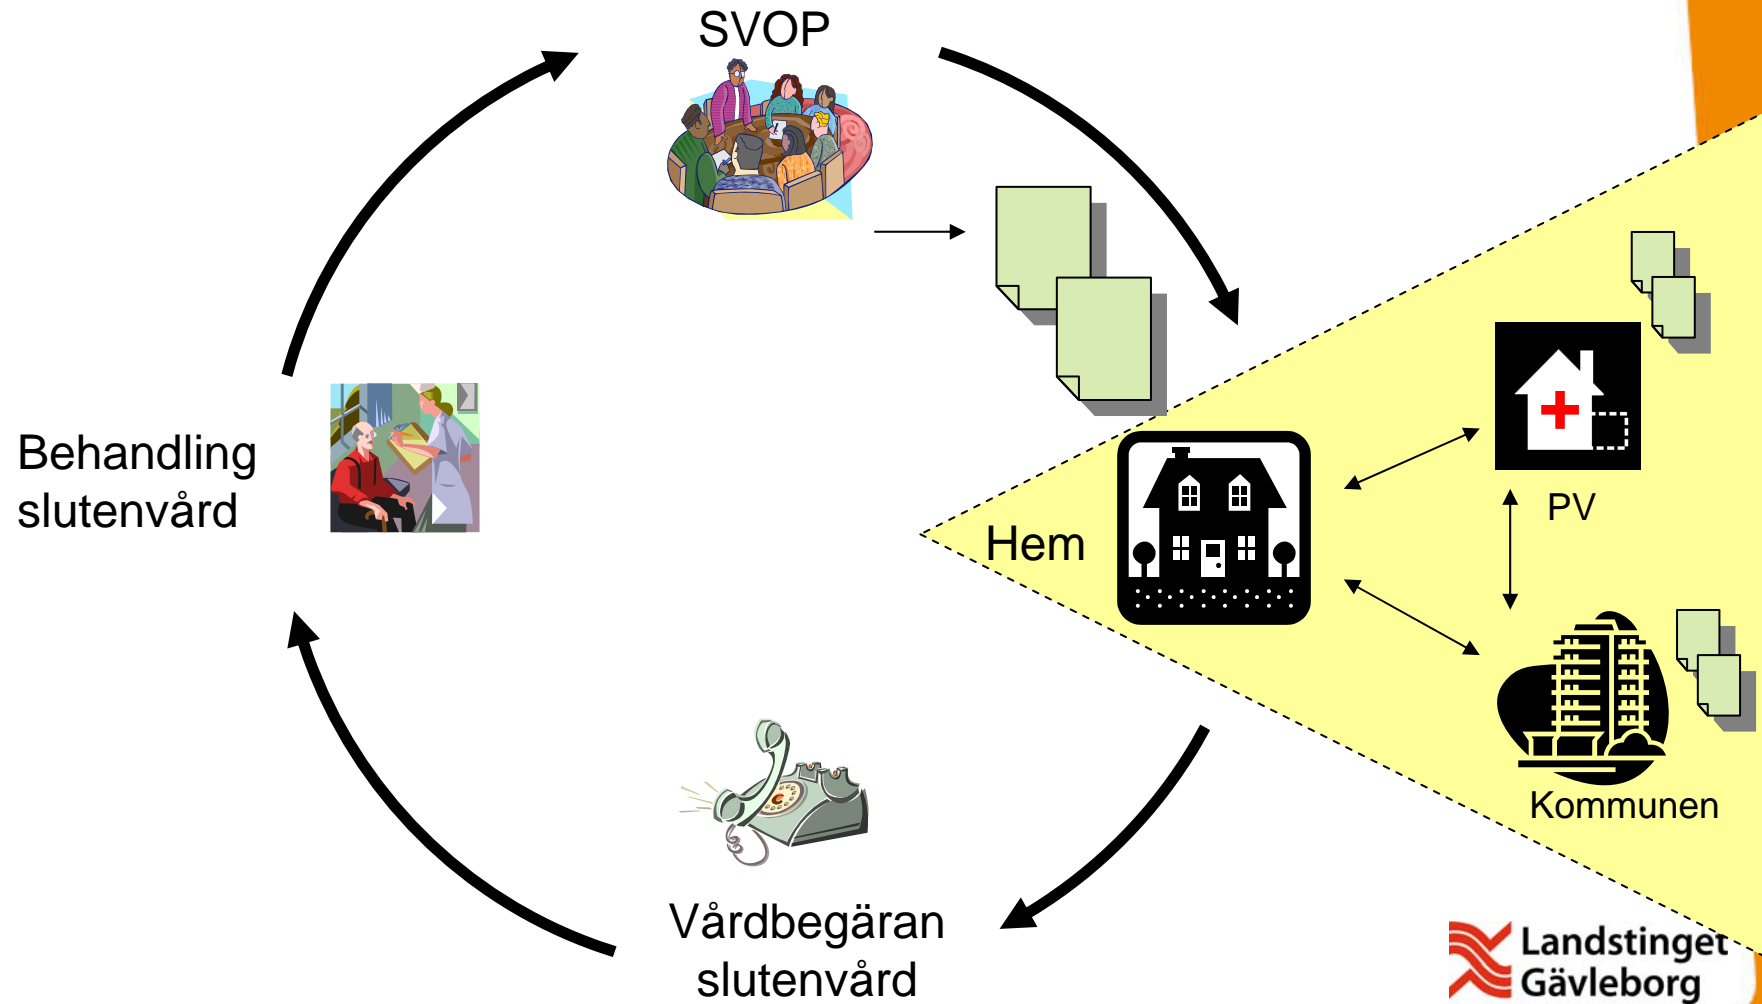 SVOP
Behandling
slutenvård
Hem
PV
Kommunen
Vårdbegäran
slutenvård
Landstinget
Gävleborg